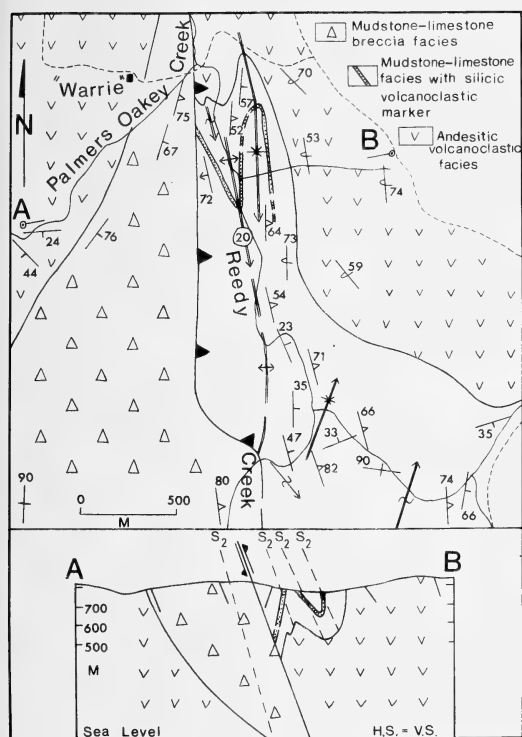 Mudstone–limestone
breccia facies
Mudstone–limestone
facies with silicic
volcanoclastic
marker
Andesitic
volcanoclastic
facies
"Warrie"
Palmers Oakey Creek
N
A
B
Reedy
Creek
70
57
75
52
53
67
72
74
24
76
20
64
73
44
59
54
23
71
35
66
33
35
47
90
82
80
74
66
90
0 500
M
S2 S2 S2 S2
A B
700
600
500
M
Sea Level H.S. = V.S.